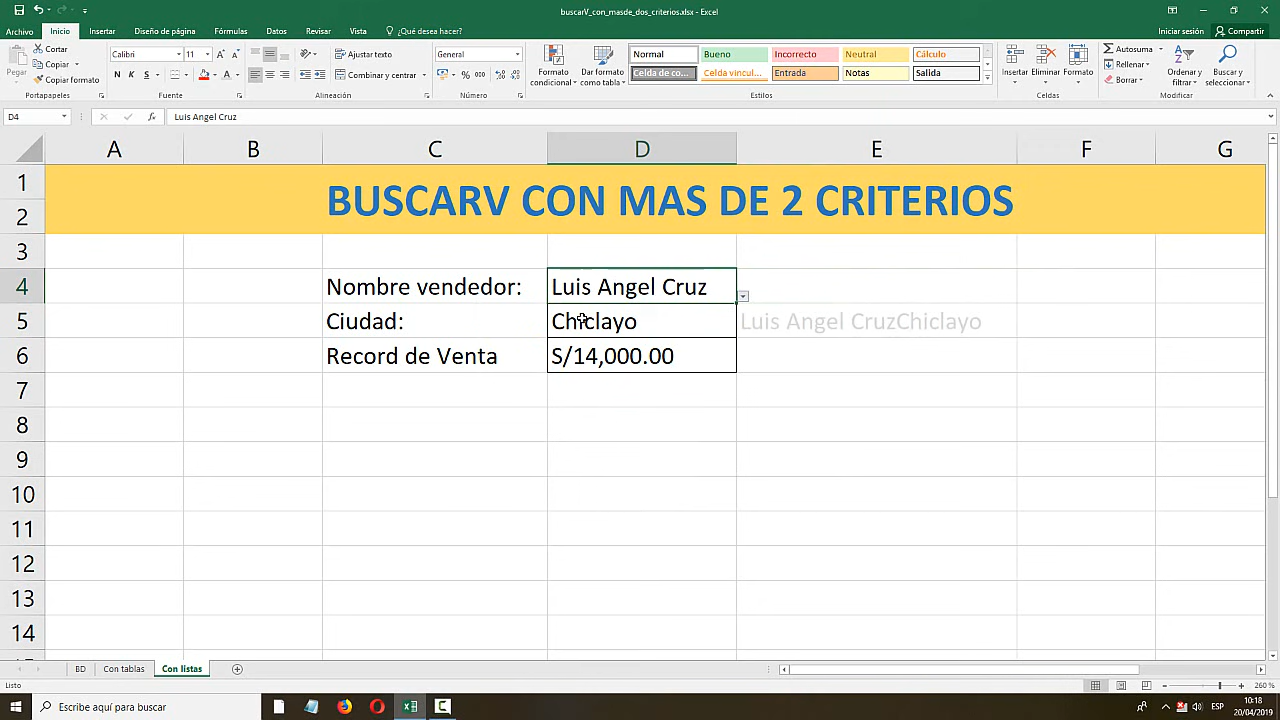 buscarV_con_masde_dos_criterios.xlsx - Excel
Archivo Inicio Insertar Diseño de página Fórmulas Datos Revisar Vista ¿Qué desea hacer? Iniciar sesión Compartir
Pegar
Cortar
Copiar
Copiar formato
Portapapeles
Calibri 11
N K S
Fuente
Ajustar texto
Combinar y centrar
Alineación
General
% 000
Número
Formato condicional
Dar formato como tabla
Normal Bueno Incorrecto Neutral Cálculo
Celda de co... Celda vincul... Entrada Notas Salida
Estilos
Insertar Eliminar Formato
Celdas
Autosuma
Rellenar
Borrar
Ordenar y filtrar
Buscar y seleccionar
Modificar
D4 fx Luis Angel Cruz
A B C D E F G
1
2
BUSCARV CON MAS DE 2 CRITERIOS
3
4 Nombre vendedor: Luis Angel Cruz
5 Ciudad: Chiclayo Luis Angel CruzChiclayo
6 Record de Venta S/14,000.00
7
8
9
10
11
12
13
14
BD Con tablas Con listas
Listo 260 %
Escribe aquí para buscar ESP 10:18
20/04/2019